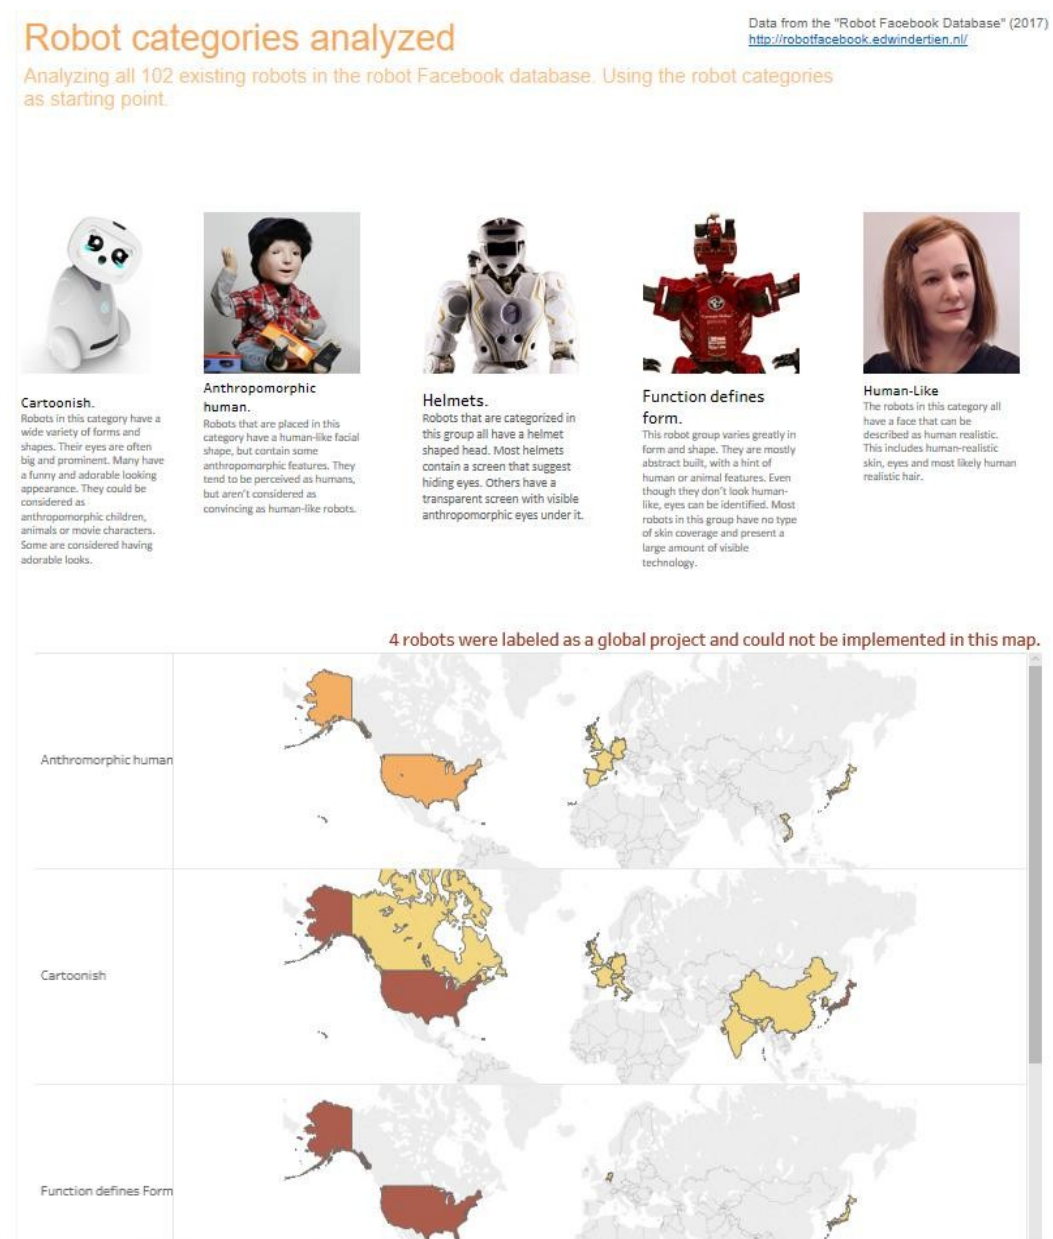 Robot categories analyzed
Data from the "Robot Facebook Database" (2017)
http://robotfacebook.edwindertien.nl/
Analyzing all 102 existing robots in the robot Facebook database. Using the robot categories
as starting point.
Cartoonish.
Robots in this category have a
wide variety of forms and
shapes. Their eyes are often
big and prominent. Many have
a funny and adorable looking
appearance. They could be
considered as
anthropomorphic children,
animals or movie characters.
Some are considered having
adorable looks.
Anthropomorphic
human.
Robots that are placed in this
category have a human-like facial
shape, but contain some
anthropomorphic features. They
tend to be perceived as humans,
but aren't considered as
convincing as human-like robots.
Helmets.
Robots that are categorized in
this group all have a helmet
shaped head. Most helmets
contain a screen that suggest
hiding eyes. Others have a
transparent screen with visible
anthropomorphic eyes under it.
Function defines
form.
This robot group varies greatly in
form and shape. They are mostly
abstract built, with a hint of
human or animal features. Even
though they don't look human-
like, eyes can be identified. Most
robots in this group have no type
of skin coverage and present a
large amount of visible
technology.
Human-Like
The robots in this category all
have a face that can be
described as human realistic.
This includes human-realistic
skin, eyes and most likely human
realistic hair.
4 robots were labeled as a global project and could not be implemented in this map.
Anthromorphic human
Cartoonish
Function defines Form